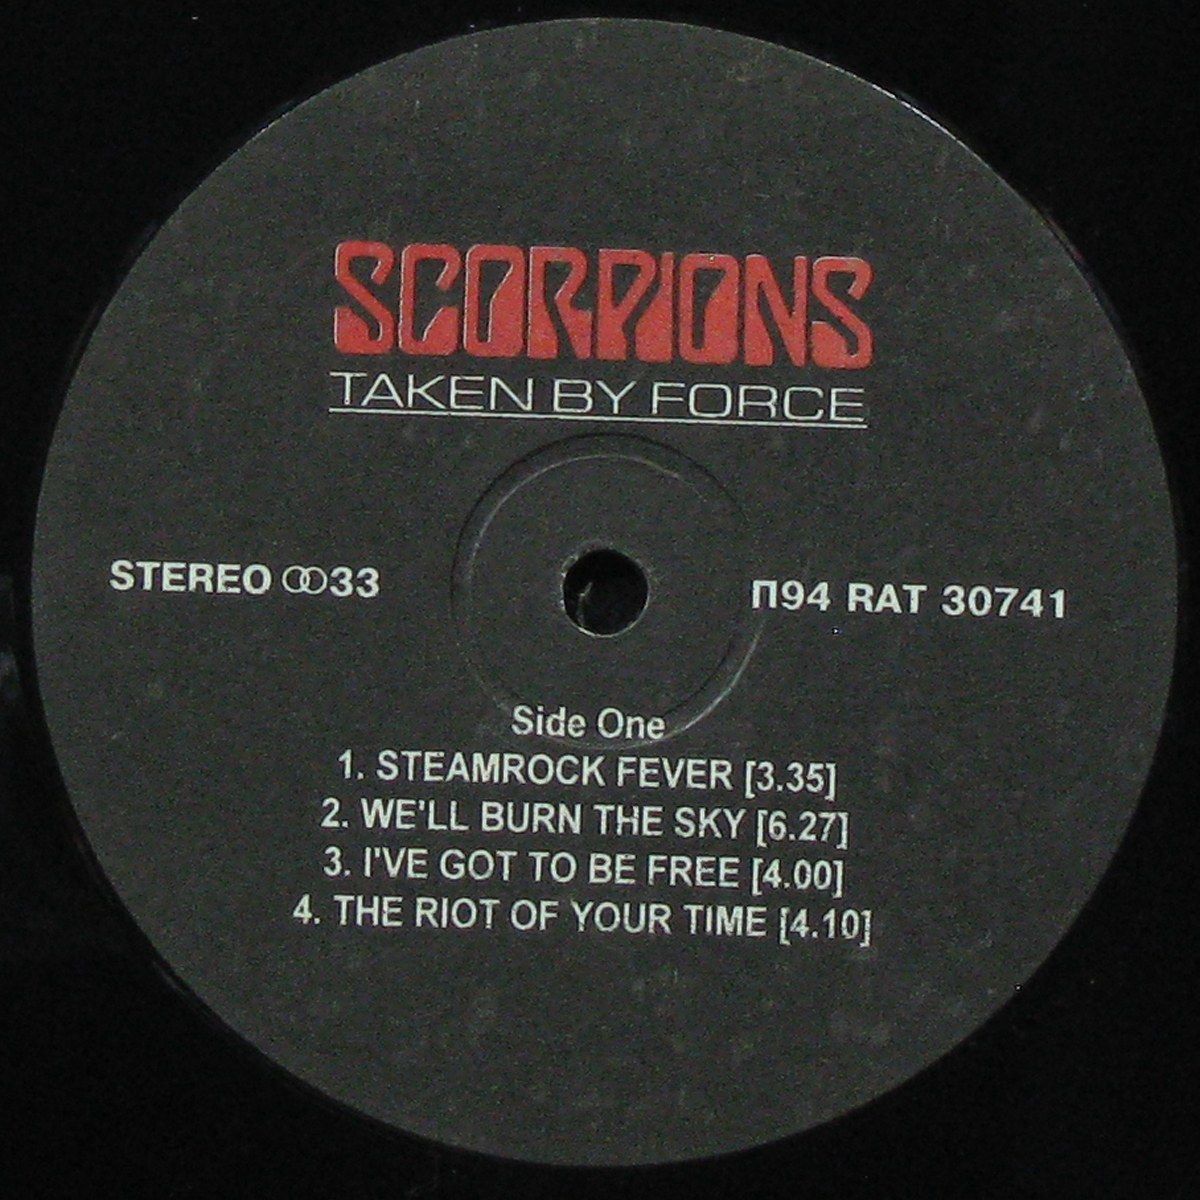 SCORPIONS
TAKEN BY FORCE
STEREO Ꝏ33
П94 RAT 30741
Side One
1. STEAMROCK FEVER [3.35]
2. WE'LL BURN THE SKY [6.27]
3. I'VE GOT TO BE FREE [4.00]
4. THE RIOT OF YOUR TIME [4.10]